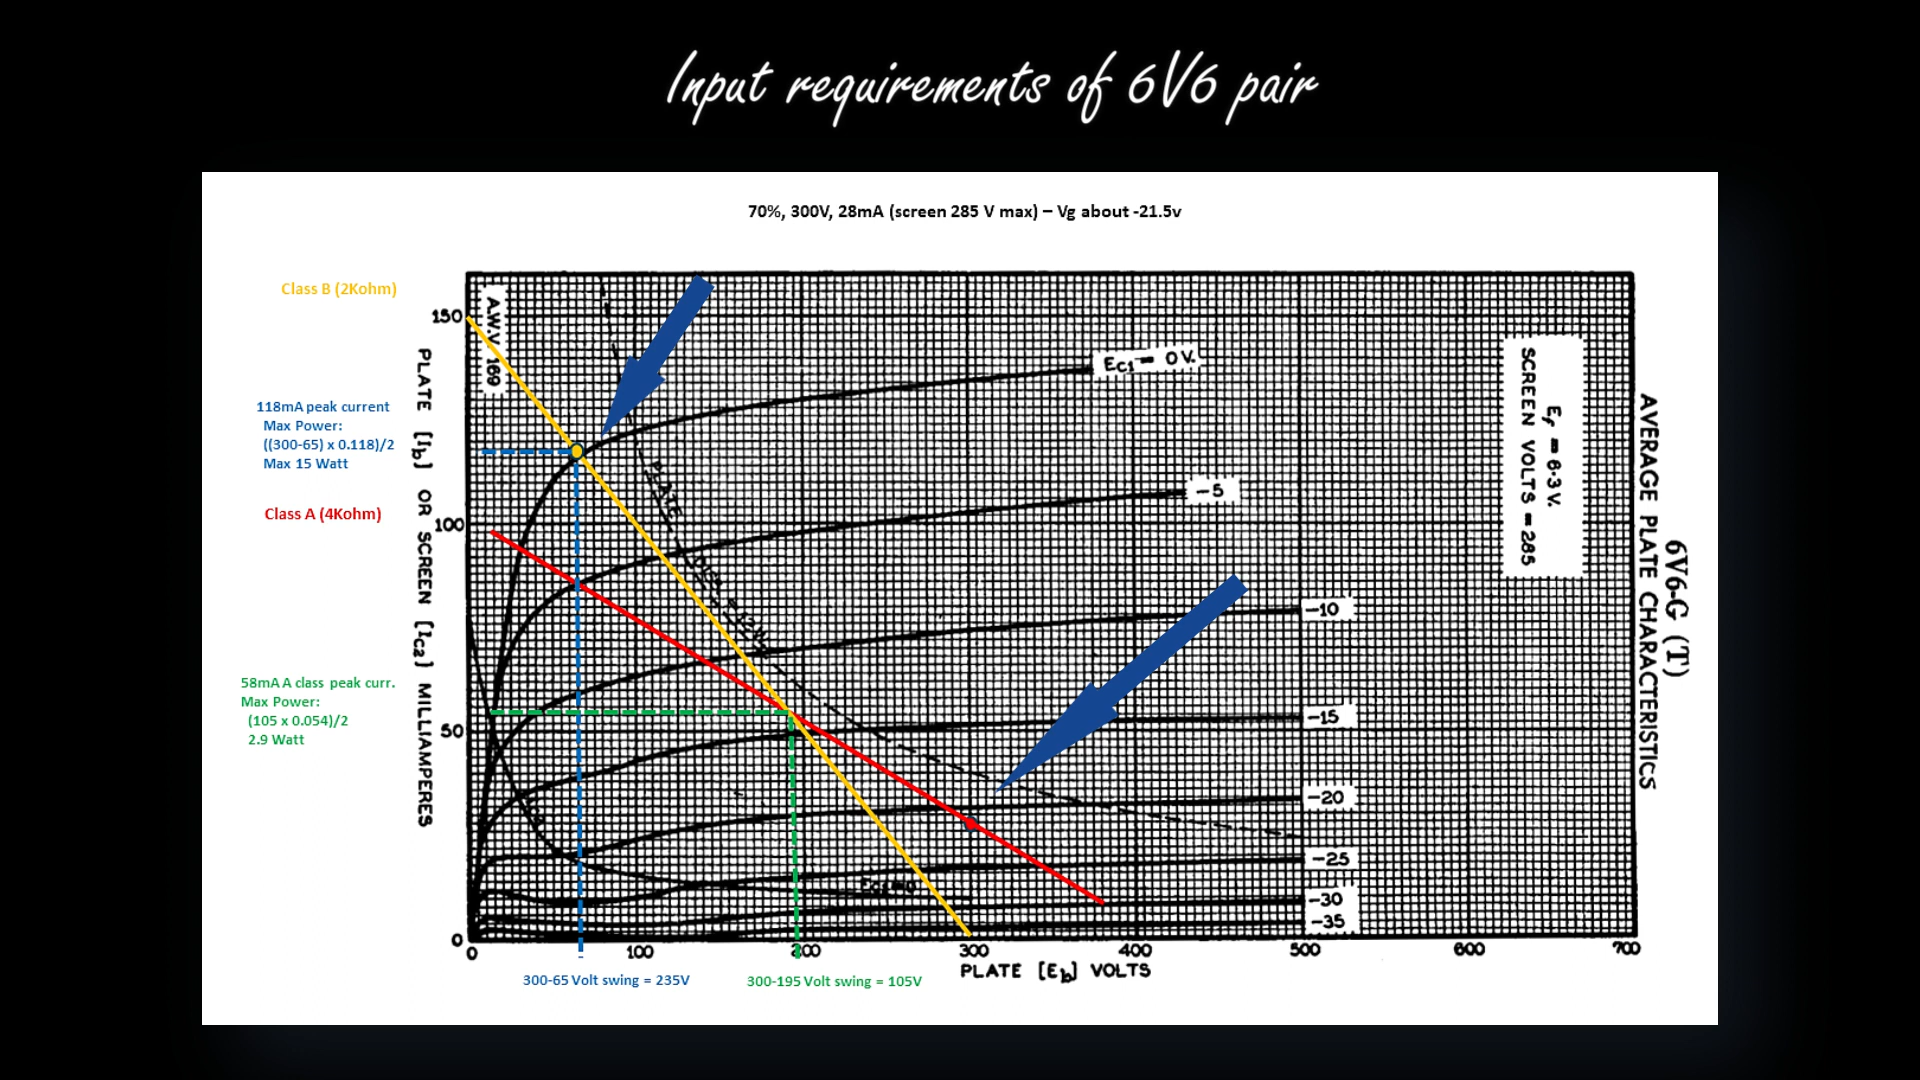 Input requirements of 6V6 pair
70%, 300V, 28mA (screen 285 V max) – Vg about -21.5v
Class B (2Kohm)
118mA peak current
Max Power:
((300-65) x 0.118)/2
Max 15 Watt
Class A (4Kohm)
58mA A class peak curr.
Max Power:
(105 x 0.054)/2
2.9 Watt
PLATE [Ib] OR SCREEN [Ic2] MILLIAMPERES
150
100
50
0
A.W.V. 169
PLATE
Ec1 = 0 V.
-5
-10
-15
-20
-25
-30
-35
Ef = 6.3 V.
SCREEN VOLTS = 285
AVERAGE PLATE CHARACTERISTICS
6V6-G (T)
0 100 200 300 400 500 600 700
PLATE [Eb] VOLTS
300-65 Volt swing = 235V
300-195 Volt swing = 105V